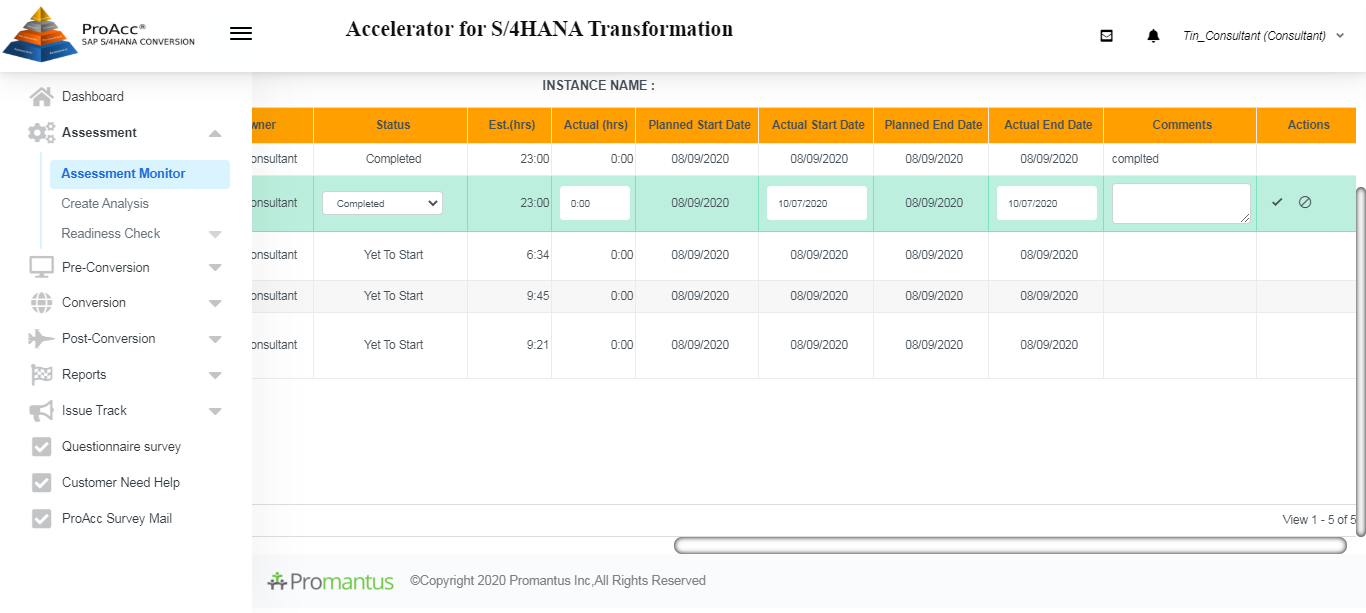 ProAcc®
SAP S/4HANA CONVERSION
Accelerator for S/4HANA Transformation
Tin_Consultant (Consultant)
Dashboard
Assessment
Assessment Monitor
Create Analysis
Readiness Check
Pre-Conversion
Conversion
Post-Conversion
Reports
Issue Track
Questionnaire survey
Customer Need Help
ProAcc Survey Mail
INSTANCE NAME :
wner Status Est.(hrs) Actual (hrs) Planned Start Date Actual Start Date Planned End Date Actual End Date Comments Actions
onsultant Completed 23:00 0:00 08/09/2020 08/09/2020 08/09/2020 08/09/2020 complted
onsultant Completed 23:00 0:00 08/09/2020 10/07/2020 08/09/2020 10/07/2020
onsultant Yet To Start 6:34 0:00 08/09/2020 08/09/2020 08/09/2020 08/09/2020
onsultant Yet To Start 9:45 0:00 08/09/2020 08/09/2020 08/09/2020 08/09/2020
onsultant Yet To Start 9:21 0:00 08/09/2020 08/09/2020 08/09/2020 08/09/2020
View 1 - 5 of 5
Promantus ©Copyright 2020 Promantus Inc,All Rights Reserved